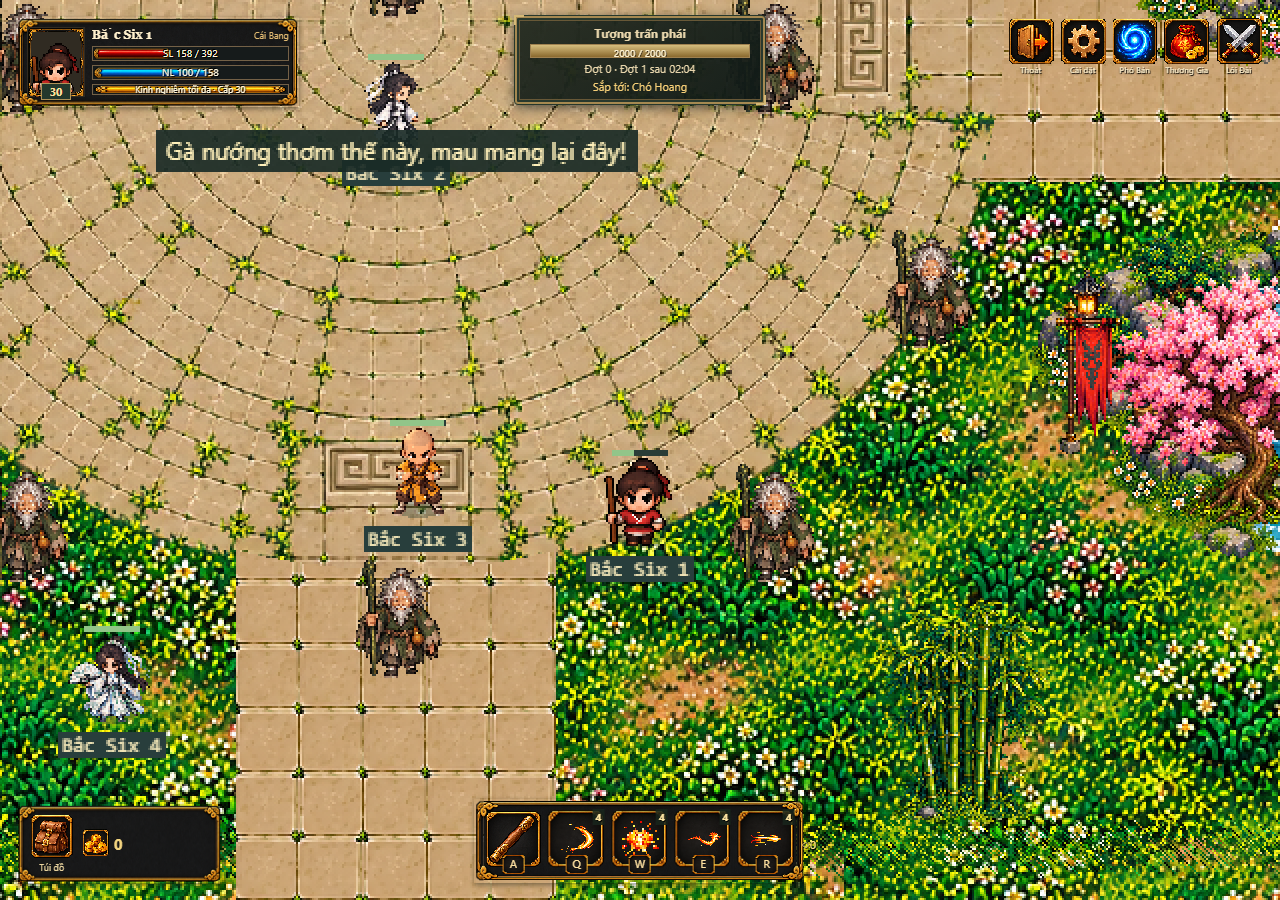 Bắc Six 1
Cái Bang
SL 158 / 392
NL 100 / 158
30
Kinh nghiệm tối đa - Cấp 30
Tượng trấn phái
2000 / 2000
Đợt 0 · Đợt 1 sau 02:04
Sắp tới: Chó Hoang
Thoát
Cài đặt
Phó Bản
Thương Gia
Lôi Đài
Gà nướng thơm thế này, mau mang lại đây!
Bắc Six 2
Bắc Six 3
Bắc Six 1
Bắc Six 4
Túi đồ
0
4
4
4
4
A
Q
W
E
R